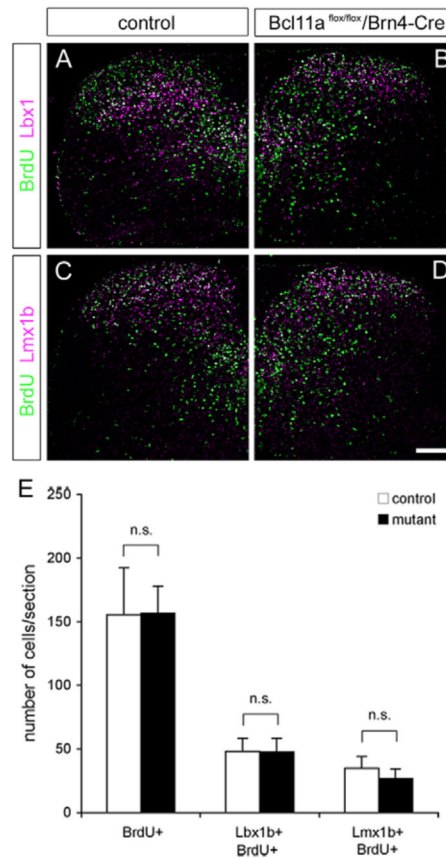 control
Bcl11a flox/flox/Brn4-Cre
BrdU Lbx1
A
B
BrdU Lmx1b
C
D
E
control
mutant
number of cells/section
250
200
150
100
50
0
n.s.
n.s.
n.s.
BrdU+
Lbx1b+
BrdU+
Lmx1b+
BrdU+